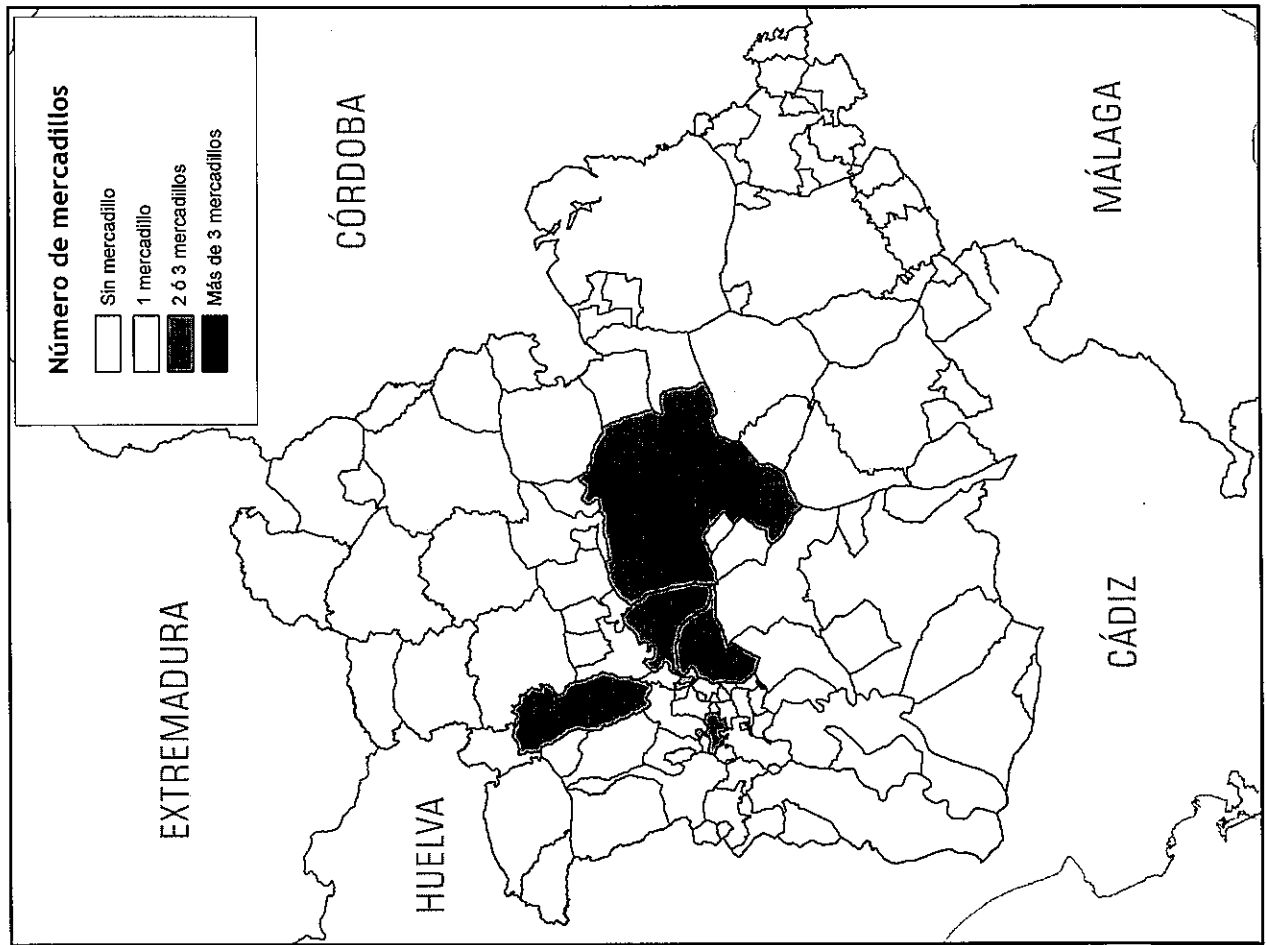 Número de mercadillos
Sin mercadillo
1 mercadillo
2 ó 3 mercadillos
Más de 3 mercadillos
EXTREMADURA
CÓRDOBA
HUELVA
CÁDIZ
MÁLAGA